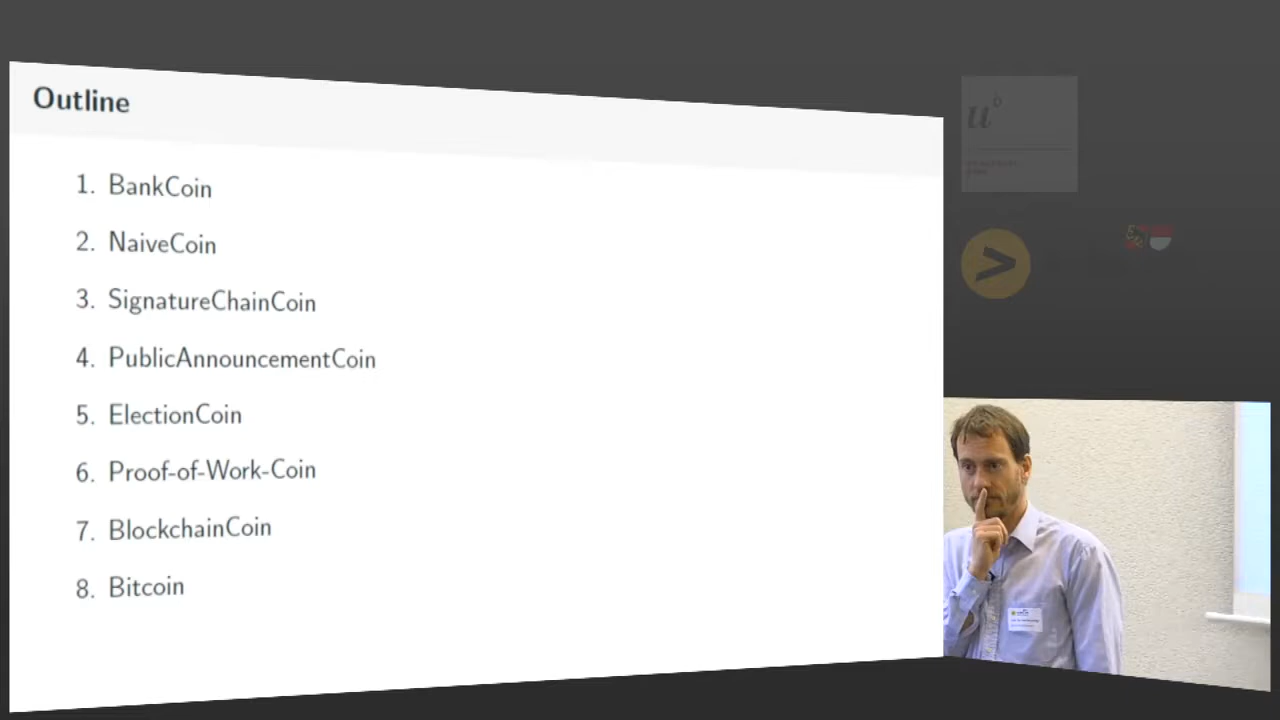 Outline
1. BankCoin
2. NaiveCoin
3. SignatureChainCoin
4. PublicAnnouncementCoin
5. ElectionCoin
6. Proof-of-Work-Coin
7. BlockchainCoin
8. Bitcoin
u
b